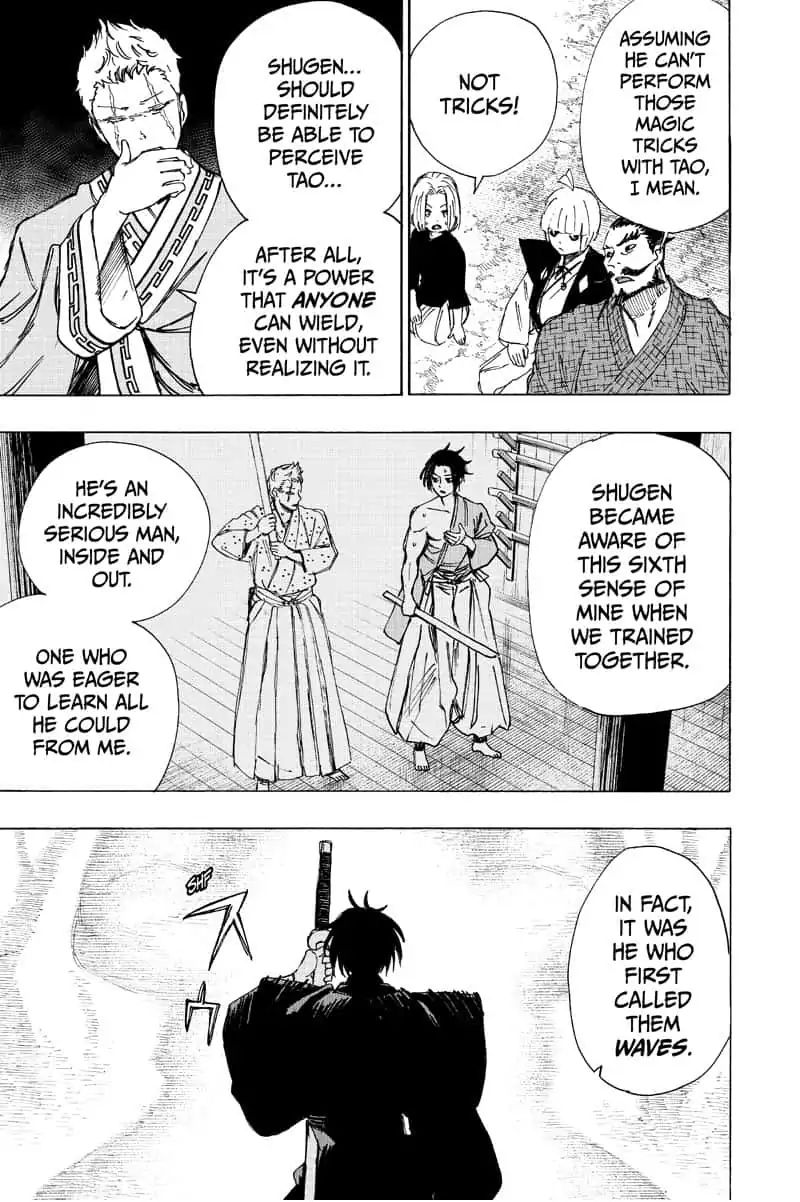 ASSUMING
HE CAN'T
PERFORM
THOSE
MAGIC
TRICKS
WITH TAO,
I MEAN.
NOT
TRICKS!
SHUGEN...
SHOULD
DEFINITELY
BE ABLE TO
PERCEIVE
TAO...
AFTER ALL,
IT'S A POWER
THAT ANYONE
CAN WIELD,
EVEN WITHOUT
REALIZING IT.
SHUGEN
BECAME
AWARE OF
THIS SIXTH
SENSE OF
MINE WHEN
WE TRAINED
TOGETHER.
HE'S AN
INCREDIBLY
SERIOUS MAN,
INSIDE AND
OUT.
ONE WHO
WAS EAGER
TO LEARN ALL
HE COULD
FROM ME.
IN FACT,
IT WAS
HE WHO
FIRST
CALLED
THEM
WAVES.
SHF